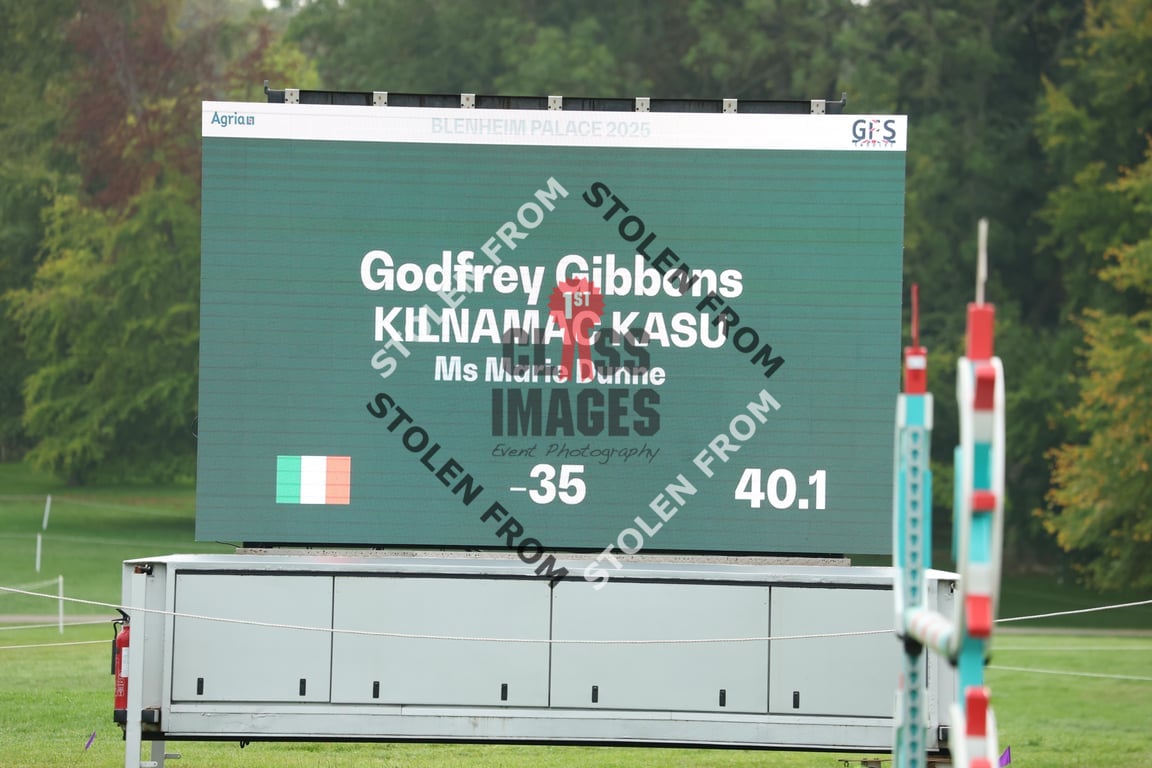 Agria
BLENHEIM PALACE 2025
GFS
Godfrey Gibbons
KILNAMAC KASU
Ms Marie Dunne
-35
40.1
STOLEN FROM
STOLEN FROM
STOLEN FROM
STOLEN FROM
1ST
CLASS
IMAGES
Event Photography